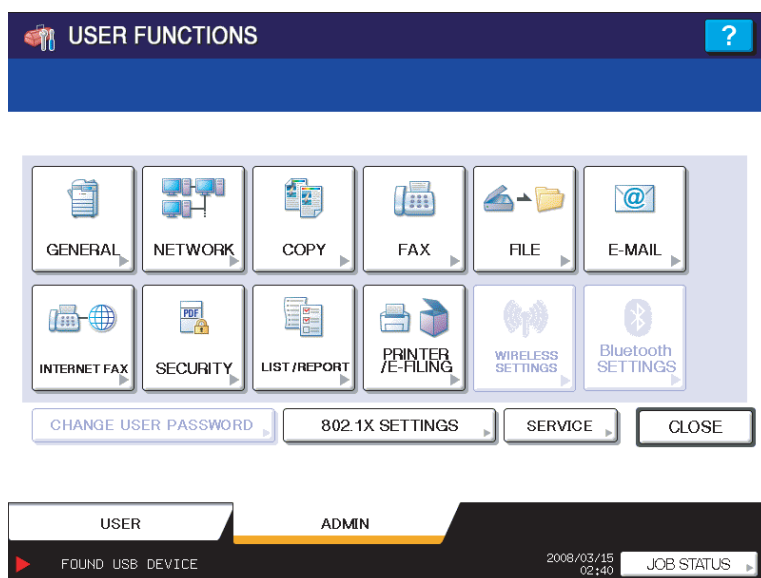 USER FUNCTIONS
?
GENERAL
NETWORK
COPY
FAX
FILE
@
E-MAIL
INTERNET FAX
PDF
SECURITY
LIST/REPORT
PRINTER
/E-FILING
WIRELESS
SETTINGS
Bluetooth
SETTINGS
CHANGE USER PASSWORD
802.1X SETTINGS
SERVICE
CLOSE
USER
ADMIN
FOUND USB DEVICE
2008/03/15
02:40
JOB STATUS